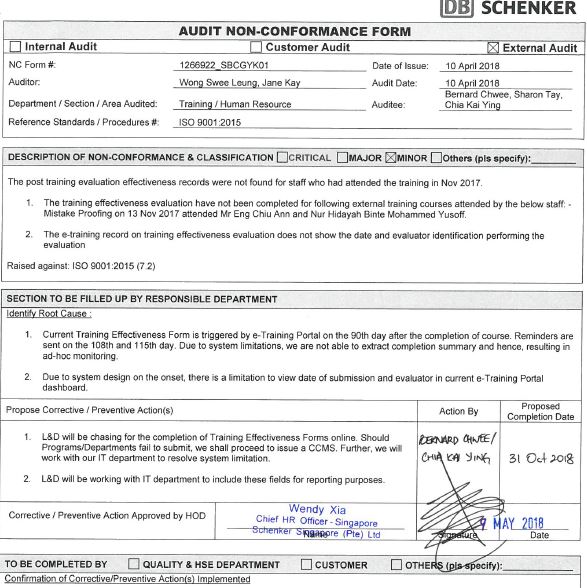 DB SCHENKER
AUDIT NON-CONFORMANCE FORM
Internal Audit Customer Audit External Audit
NC Form #: 1266922_SBCGYK01 Date of Issue: 10 April 2018
Auditor: Wong Swee Leung, Jane Kay Audit Date: 10 April 2018
Department / Section / Area Audited: Training / Human Resource Auditee: Bernard Chwee, Sharon Tay,
Chia Kai Ying
Reference Standards / Procedures #: ISO 9001:2015
DESCRIPTION OF NON-CONFORMANCE & CLASSIFICATION CRITICAL MAJOR MINOR Others (pls specify):
The post training evaluation effectiveness records were not found for staff who had attended the training in Nov 2017.
1. The training effectiveness evaluation have not been completed for following external training courses attended by the below staff: -
Mistake Proofing on 13 Nov 2017 attended Mr Eng Chiu Ann and Nur Hidayah Binte Mohammed Yusoff.
2. The e-training record on training effectiveness evaluation does not show the date and evaluator identification performing the
evaluation
Raised against: ISO 9001:2015 (7.2)
SECTION TO BE FILLED UP BY RESPONSIBLE DEPARTMENT
Identify Root Cause :
1. Current Training Effectiveness Form is triggered by e-Training Portal on the 90th day after the completion of course. Reminders are
sent on the 108th and 115th day. Due to system limitations, we are not able to extract completion summary and hence, resulting in
ad-hoc monitoring.
2. Due to system design on the onset, there is a limitation to view date of submission and evaluator in current e-Training Portal
dashboard.
Propose Corrective / Preventive Action(s) Action By Proposed
Completion Date
1. L&D will be chasing for the completion of Training Effectiveness Forms online. Should
Programs/Departments fail to submit, we shall proceed to issue a CCMS. Further, we will
work with our IT department to resolve system limitation.
2. L&D will be working with IT department to include these fields for reporting purposes.
BERNARD CHWEE/
CHIA KAI YING
31 Oct 2018
Corrective / Preventive Action Approved by HOD
Wendy Xia
Chief HR Officer - Singapore
Schenker Singapore (Pte) Ltd
Name
Signature
9 MAY 2018
TO BE COMPLETED BY QUALITY & HSE DEPARTMENT CUSTOMER OTHERS (pls specify):
Confirmation of Corrective/Preventive Action(s) Implemented